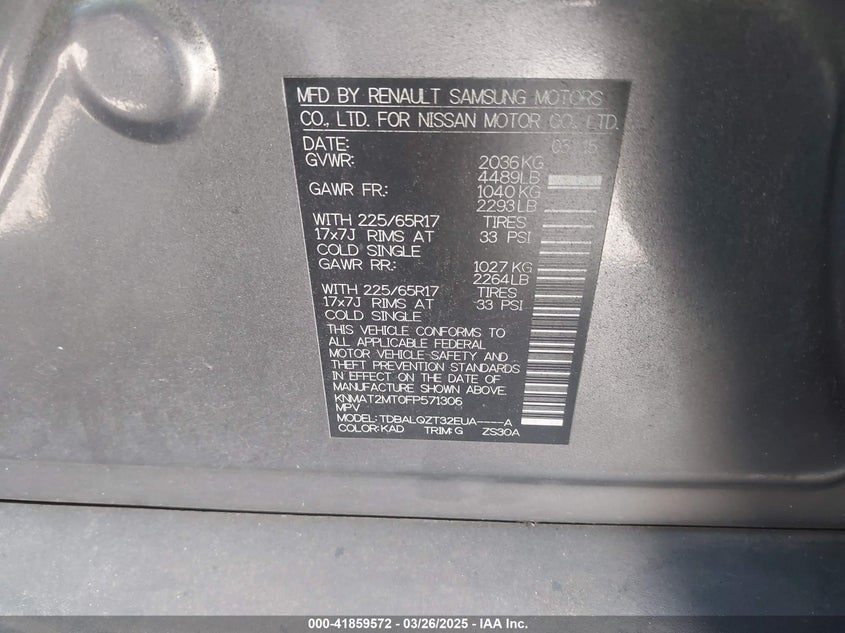 MFD BY RENAULT SAMSUNG MOTORS
CO., LTD. FOR NISSAN MOTOR CO., LTD.
DATE: 03 15
GVWR: 2036KG
4489LB
GAWR FR.: 1040KG
2293LB
WITH 225/65R17 TIRES
17x7J RIMS AT 33 PSI
COLD SINGLE
GAWR RR.: 1027KG
2264LB
WITH 225/65R17 TIRES
17x7J RIMS AT 33 PSI
COLD SINGLE
THIS VEHICLE CONFORMS TO
ALL APPLICABLE FEDERAL
MOTOR VEHICLE-SAFETY AND
THEFT PREVENTION STANDARDS
IN EFFECT ON THE DATE OF
MANUFACTURE SHOWN ABOVE.
KNMAT2MT0FP571306
MPV
MODEL: TDBALQZT32EUA----A
COLOR: KAD TRIM: G ZS30A
000-41859572 - 03/26/2025 - IAA Inc.